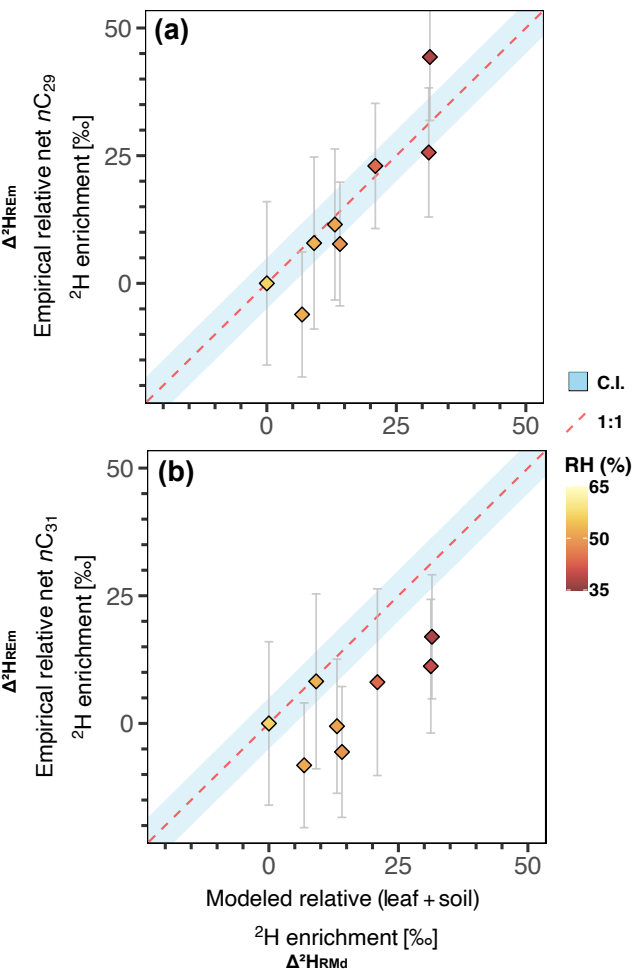 (a)
50
25
0
Δ²HREm
Empirical relative net nC₂₉
²H enrichment [‰]
0
25
50
C.I.
1:1
RH (%)
65
50
35
(b)
50
25
0
Δ²HREm
Empirical relative net nC₃₁
²H enrichment [‰]
0
25
50
Modeled relative (leaf + soil)
²H enrichment [‰]
Δ²HRMd